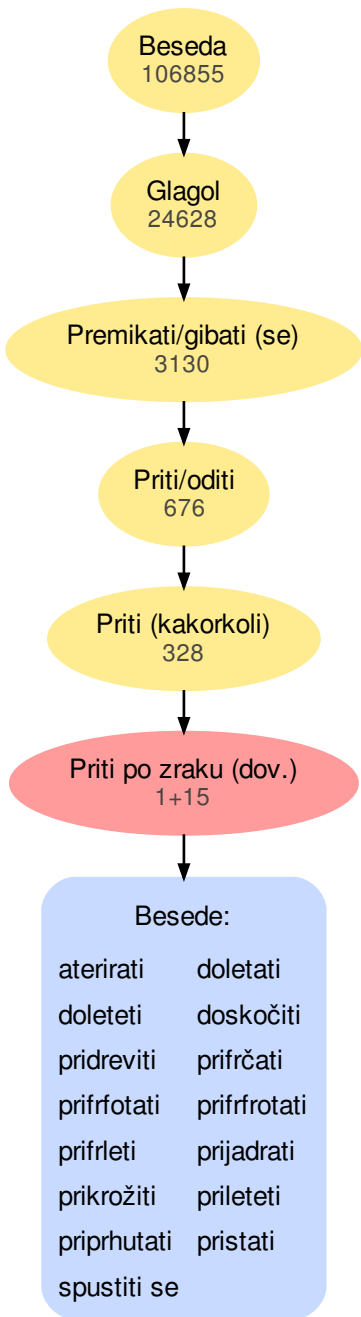 Beseda
106855
Glagol
24628
Premikati/gibati (se)
3130
Priti/oditi
676
Priti (kakorkoli)
328
Priti po zraku (dov.)
1+15
Besede:
aterirati doletati
doleteti doskočiti
pridreviti prifrčati
prifrfotati prifrfrotati
prifrleti prijadrati
prikrožiti prileteti
priprhutati pristati
spustiti se